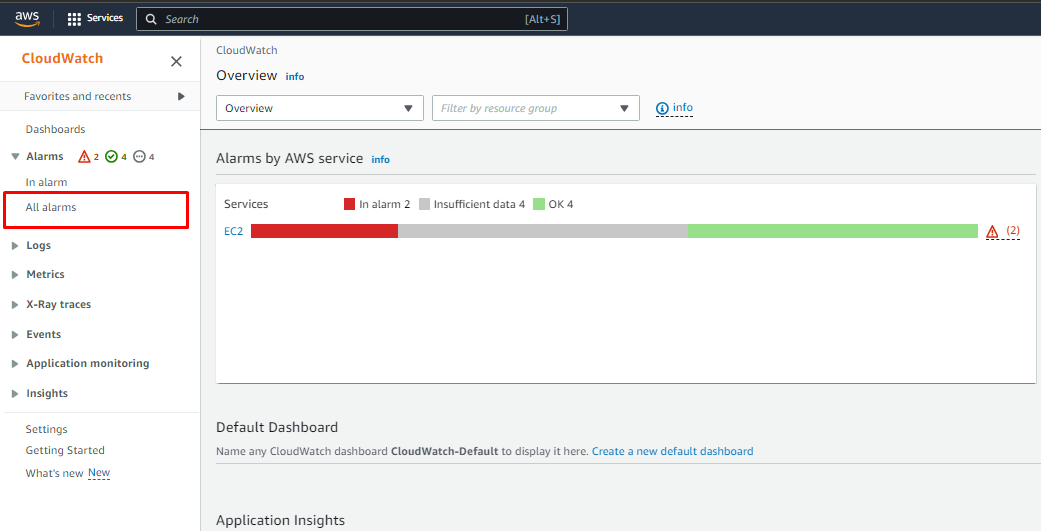 aws
Services
Search
[Alt+S]
CloudWatch
Favorites and recents
Dashboards
Alarms 2 4 4
In alarm
All alarms
Logs
Metrics
X-Ray traces
Events
Application monitoring
Insights
Settings
Getting Started
What's new New
CloudWatch
Overview info
Overview
Filter by resource group
info
Alarms by AWS service info
Services
In alarm 2
Insufficient data 4
OK 4
EC2
(2)
Default Dashboard
Name any CloudWatch dashboard CloudWatch-Default to display it here. Create a new default dashboard
Application Insights